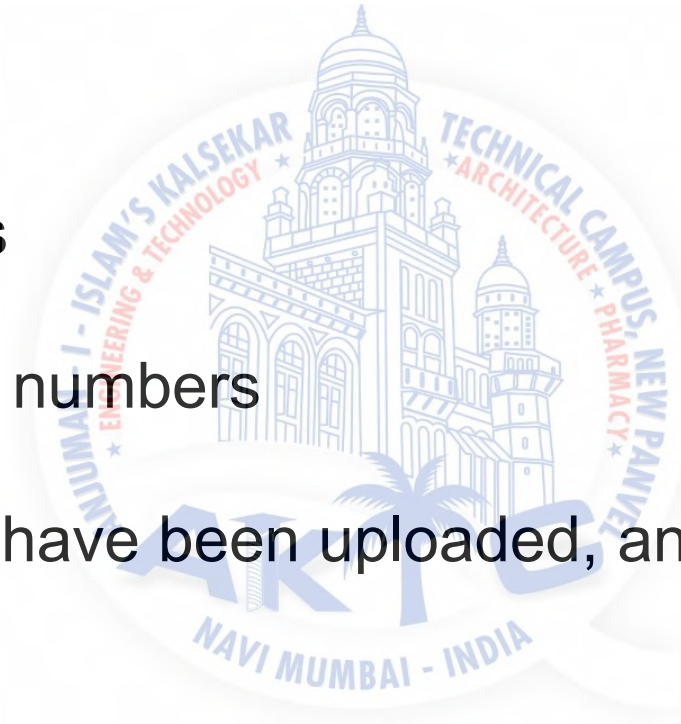 s
numbers
have been uploaded, an
ANJUMAN - I - ISLAM'S KALSEKAR TECHNICAL CAMPUS, NEW PANVEL
* ENGINEERING & TECHNOLOGY * * ARCHITECTURE * PHARMACY *
AKTC
NAVI MUMBAI - INDIA